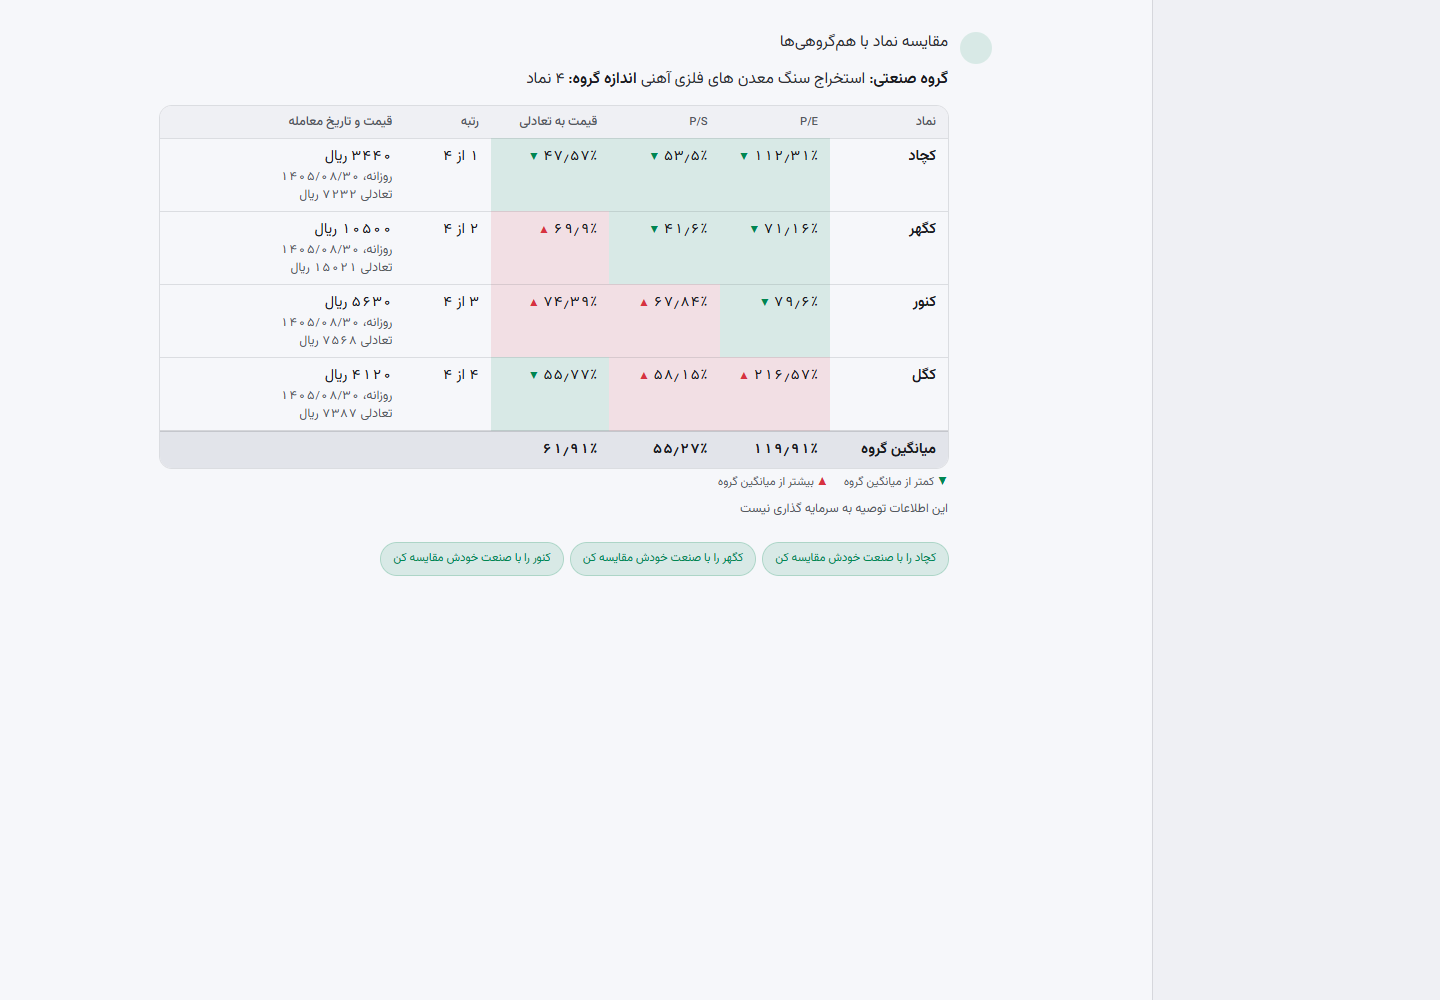 مقایسه نماد با هم‌گروهی‌ها
گروه صنعتی: استخراج سنگ معدن های فلزی آهنی اندازه گروه: ۴ نماد
نماد P/E P/S قیمت به تعادلی رتبه قیمت و تاریخ معامله
کچاد ۱۱۲٫۳۱٪ ▼ ۵۳٫۵٪ ▼ ۴۷٫۵۷٪ ▼ ۱ از ۴ ۳۴۴۰ ریال
روزانه، ۱۴۰۵/۰۸/۳۰
تعادلی ۷۲۳۲ ریال
کگهر ۷۱٫۱۶٪ ▼ ۴۱٫۶٪ ▼ ۶۹٫۹٪ ▲ ۲ از ۴ ۱۰۵۰۰ ریال
روزانه، ۱۴۰۵/۰۸/۳۰
تعادلی ۱۵۰۲۱ ریال
کنور ۷۹٫۶٪ ▼ ۶۷٫۸۴٪ ▲ ۷۴٫۳۹٪ ▲ ۳ از ۴ ۵۶۳۰ ریال
روزانه، ۱۴۰۵/۰۸/۳۰
تعادلی ۷۵۶۸ ریال
کگل ۲۱۶٫۵۷٪ ▲ ۵۸٫۱۵٪ ▲ ۵۵٫۷۷٪ ▼ ۴ از ۴ ۴۱۲۰ ریال
روزانه، ۱۴۰۵/۰۸/۳۰
تعادلی ۷۳۸۷ ریال
میانگین گروه ۱۱۹٫۹۱٪ ۵۵٫۲۷٪ ۶۱٫۹۱٪
▼ کمتر از میانگین گروه ▲ بیشتر از میانگین گروه
این اطلاعات توصیه به سرمایه گذاری نیست
کچاد را با صنعت خودش مقایسه کن کگهر را با صنعت خودش مقایسه کن کنور را با صنعت خودش مقایسه کن